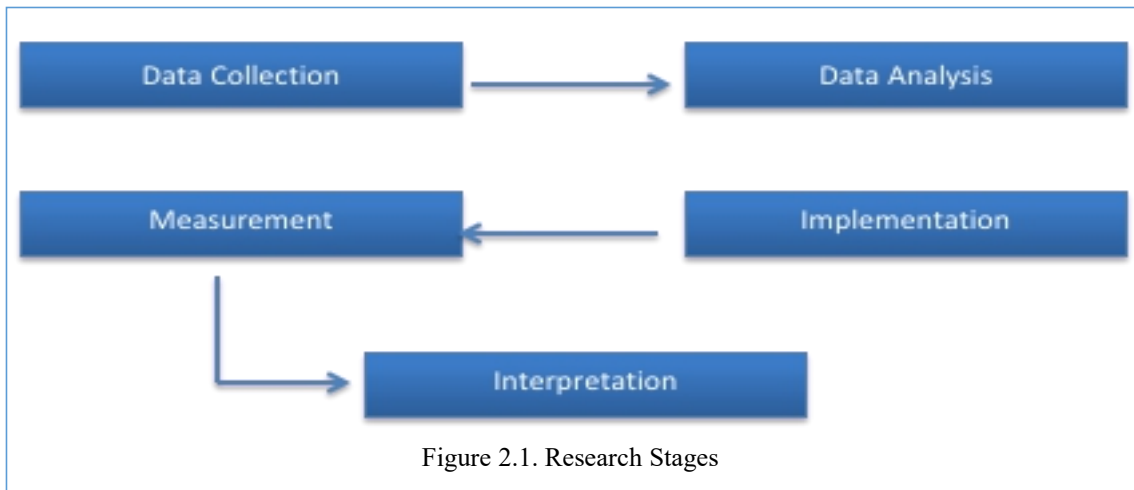 Data Collection
Data Analysis
Measurement
Implementation
Interpretation
Figure 2.1. Research Stages